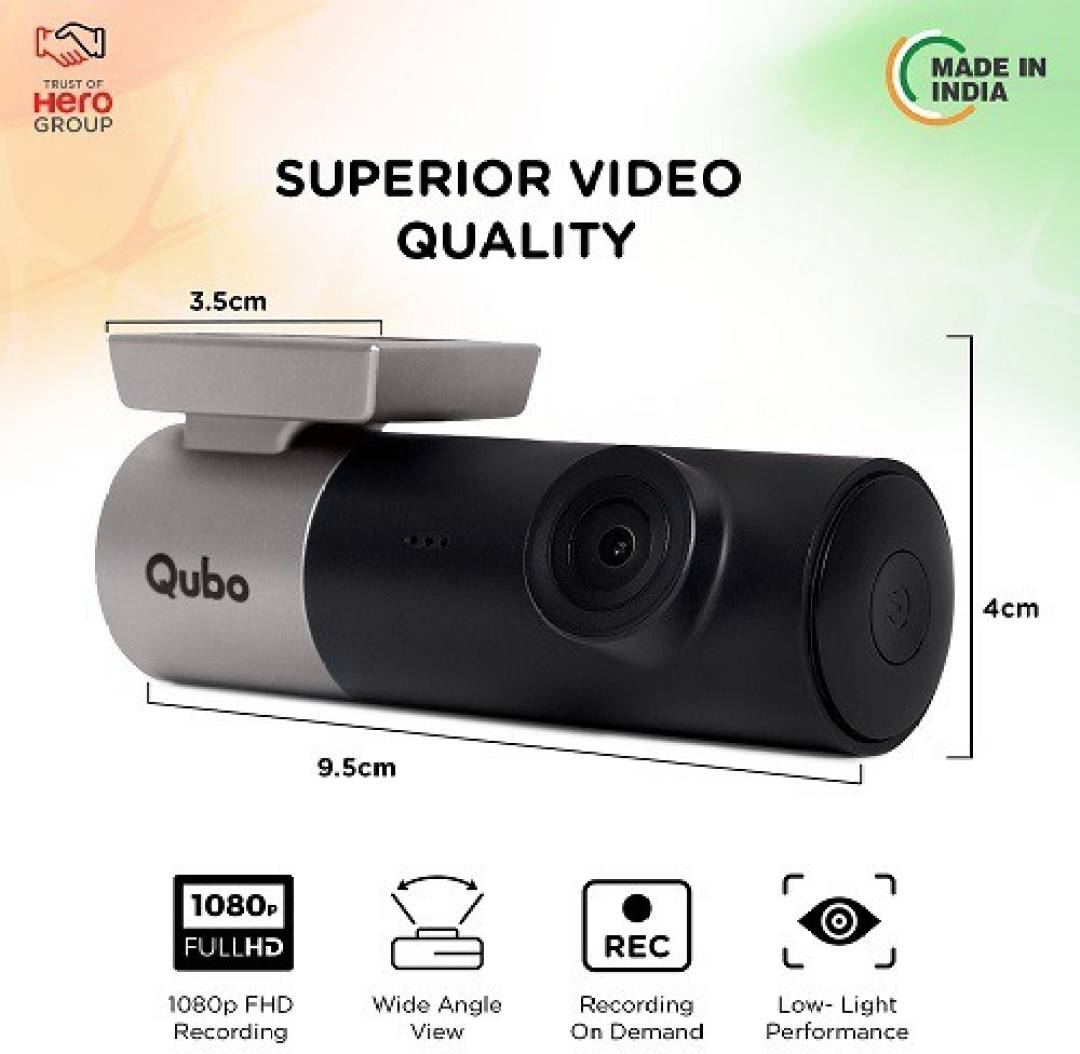 TRUST OF
Hero
GROUP
MADE IN
INDIA
SUPERIOR VIDEO
QUALITY
3.5cm
Qubo
4cm
9.5cm
1080P
FULLHD
REC
1080p FHD
Recording
Wide Angle
View
Recording
On Demand
Low- Light
Performance